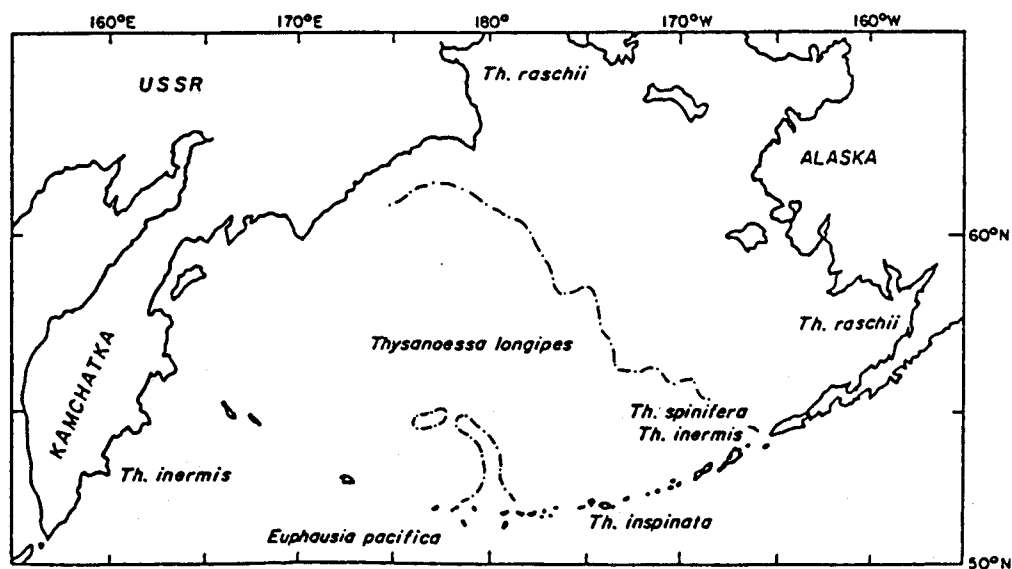 160°E 170°E 180° 170°W 160°W
Th. raschii
USSR
ALASKA
60°N
Th. raschii
Thysanoessa longipes
KAMCHATKA
Th. spinifera
Th. inermis
Th. inermis
Th. inspinata
Euphausia pacifica
50°N